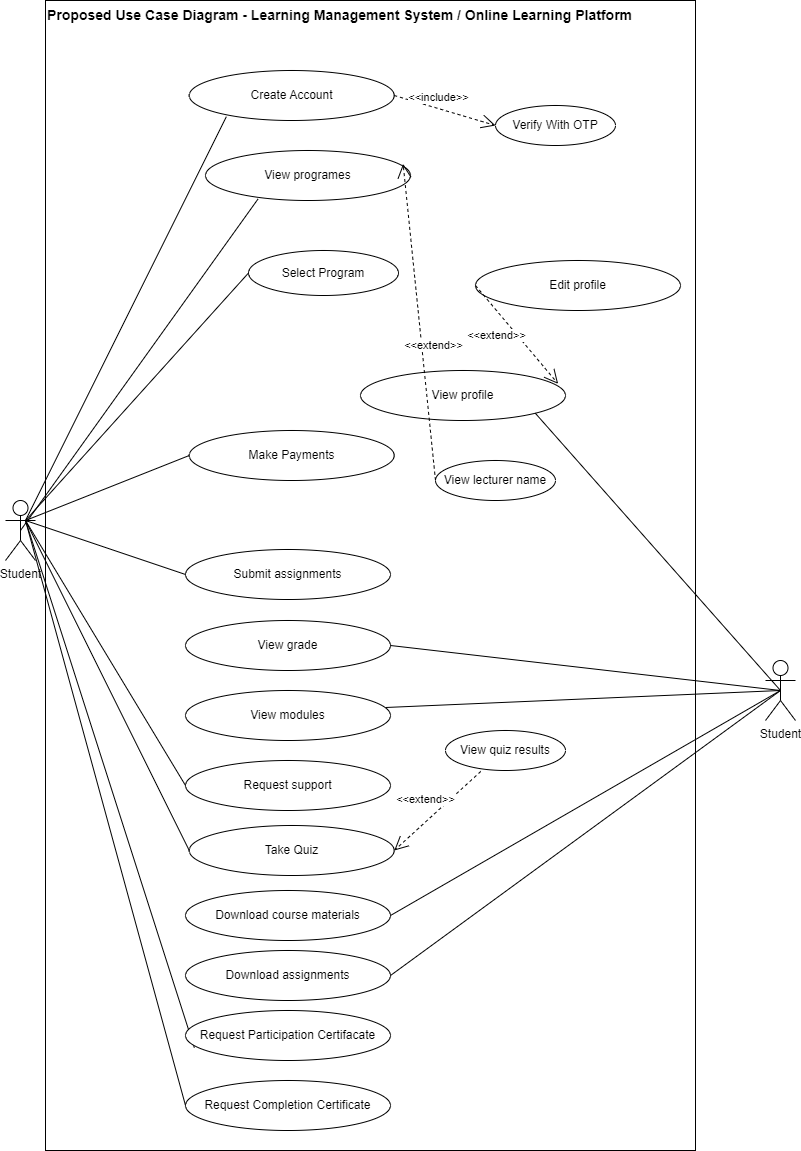 Proposed Use Case Diagram - Learning Management System / Online Learning Platform
Create Account
<<include>>
Verify With OTP
View programes
Select Program
Edit profile
<<extend>>
<<extend>>
View profile
Make Payments
View lecturer name
Student
Submit assignments
View grade
View modules
Student
View quiz results
Request support
<<extend>>
Take Quiz
Download course materials
Download assignments
Request Participation Certifacate
Request Completion Certificate